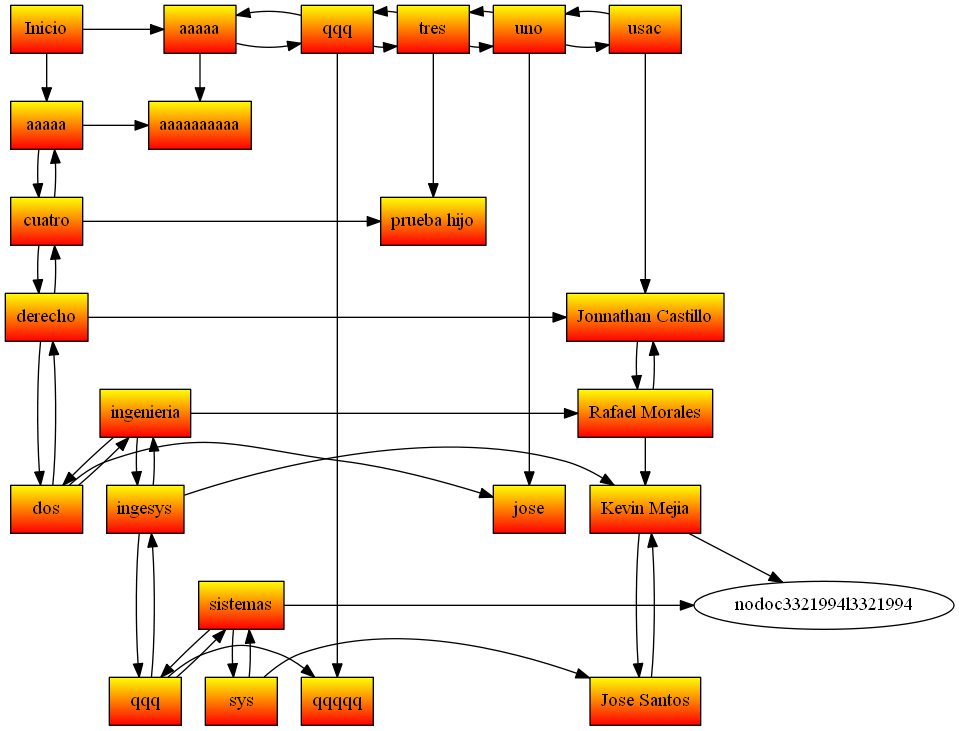 Inicio
aaaaa
qqq
tres
uno
usac
aaaaa
aaaaaaaaaa
cuatro
prueba hijo
derecho
Jonnathan Castillo
ingenieria
Rafael Morales
dos
ingesys
jose
Kevin Mejia
sistemas
nodoc3321994l3321994
qqq
sys
qqqqq
Jose Santos